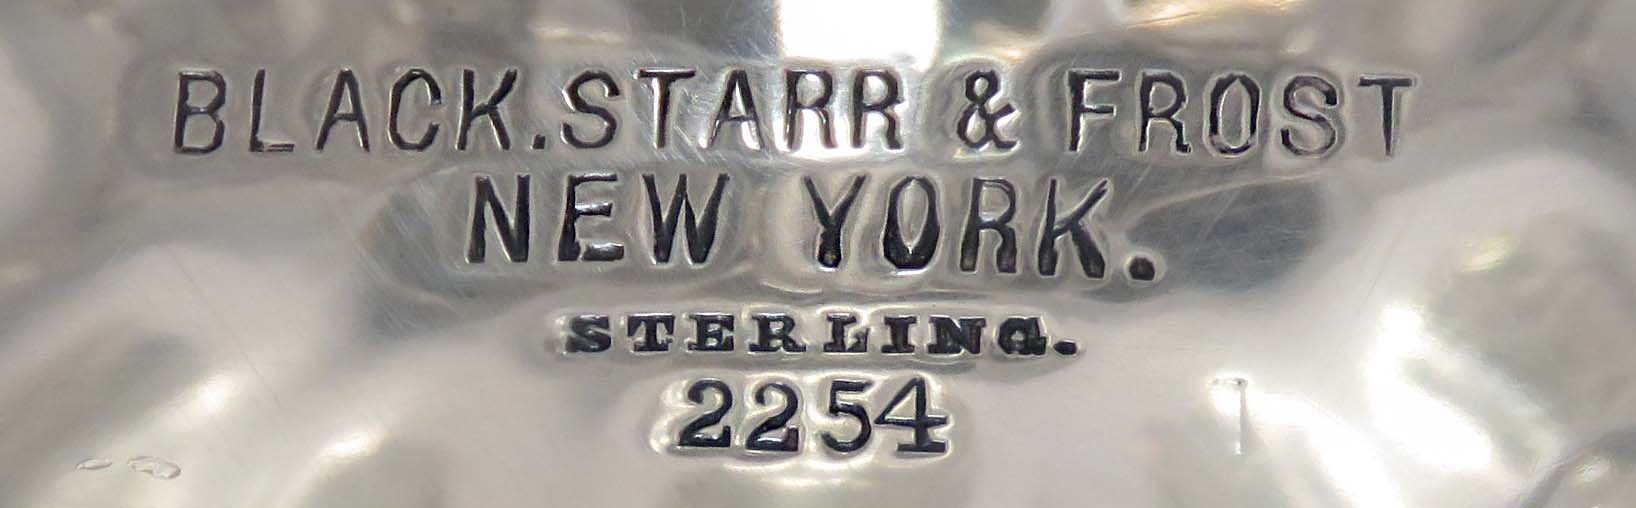 BLACK.STARR & FROST
NEW YORK.
STERLING.
2254